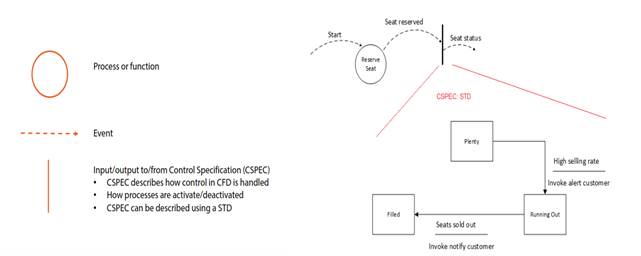 Process or function
Event
Input/output to/from Control Specification (CSPEC)
• CSPEC describes how control in CFD is handled
• How processes are activate/deactivated
• CSPEC can be described using a STD
Start
Seat reserved
Seat status
Reserve
Seat
CSPEC: STD
Plenty
High selling rate
Invoke alert customer
Filled
Running Out
Seats sold out
Invoke notify customer